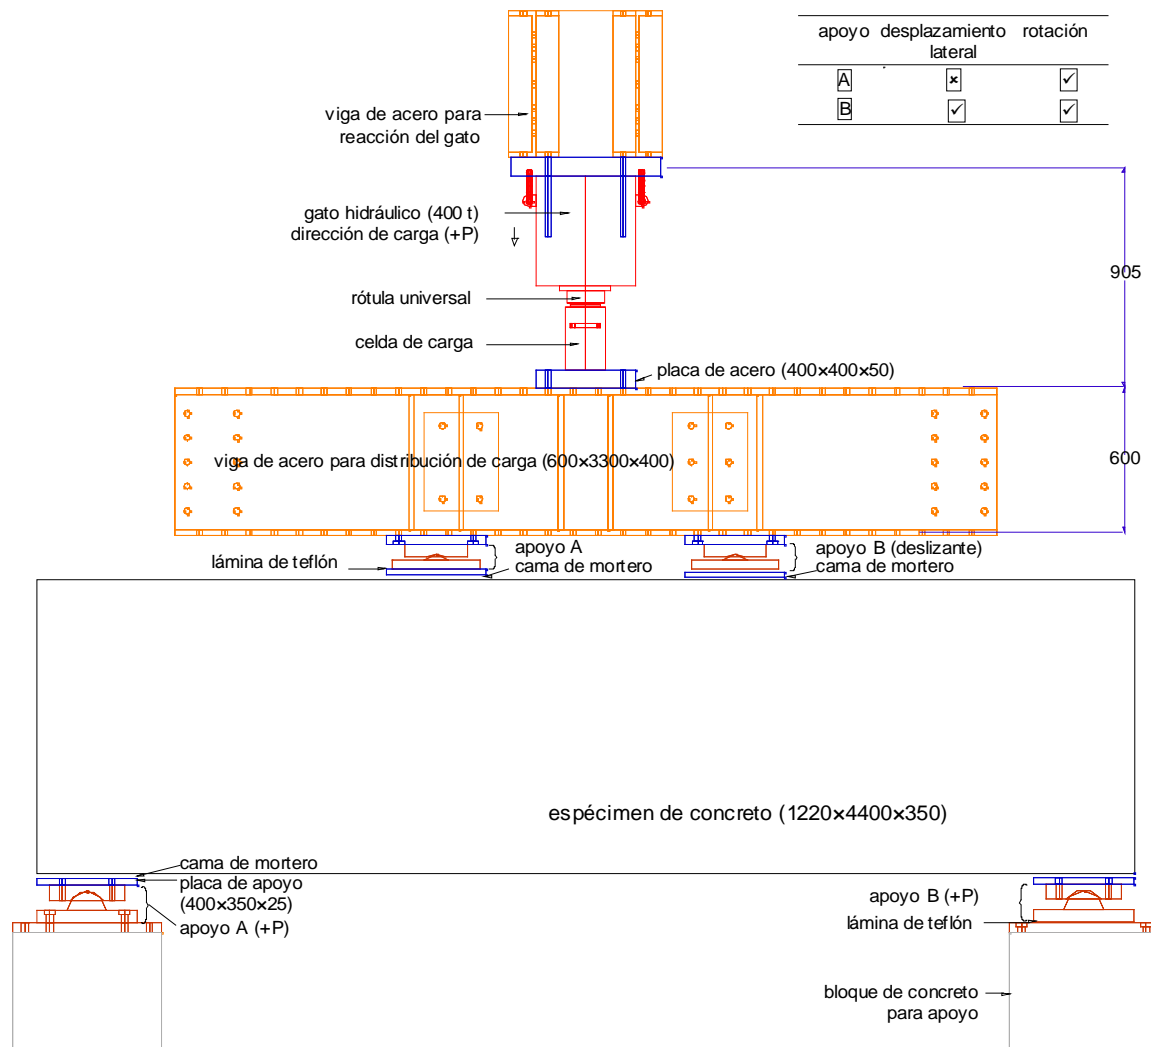 apoyo desplazamiento rotación
lateral
A × ✓
B ✓ ✓
viga de acero para
reacción del gato
gato hidráulico (400 t)
dirección de carga (+P)
905
rótula universal
celda de carga
placa de acero (400×400×50)
viga de acero para distribución de carga (600×3300×400)
600
lámina de teflón
apoyo A
cama de mortero
apoyo B (deslizante)
cama de mortero
espécimen de concreto (1220×4400×350)
cama de mortero
placa de apoyo
(400×350×25)
apoyo A (+P)
apoyo B (+P)
lámina de teflón
bloque de concreto
para apoyo